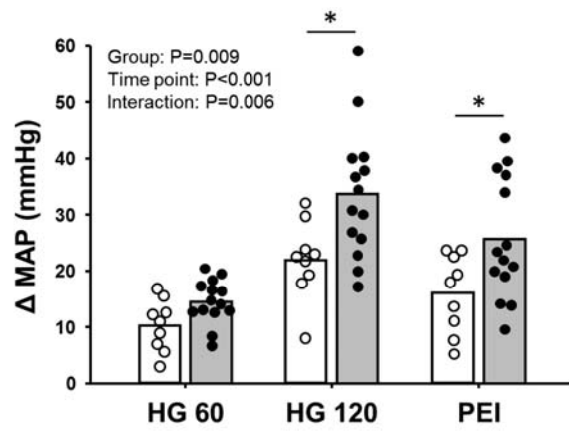 *
60
Group: P=0.009
Time point: P<0.001
Interaction: P=0.006
50
*
40
30
20
10
0
Δ MAP (mmHg)
HG 60 HG 120 PEI